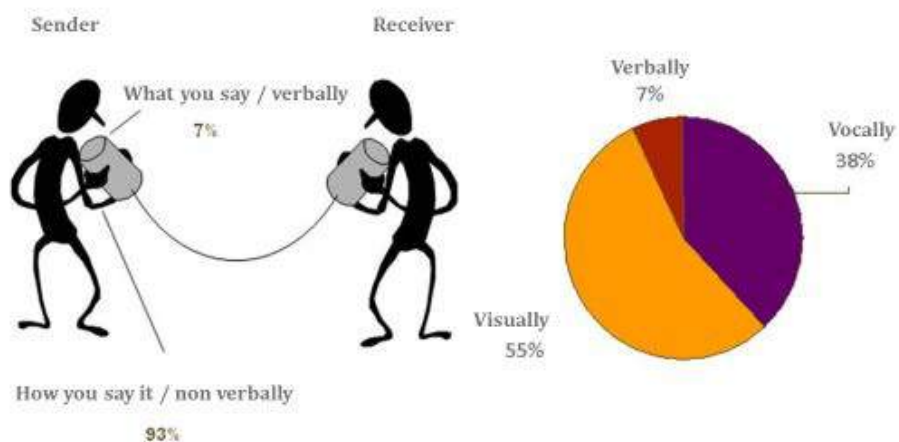 Sender
Receiver
What you say / verbally
7%
How you say it / non verbally
93%
Verbally
7%
Vocally
38%
Visually
55%